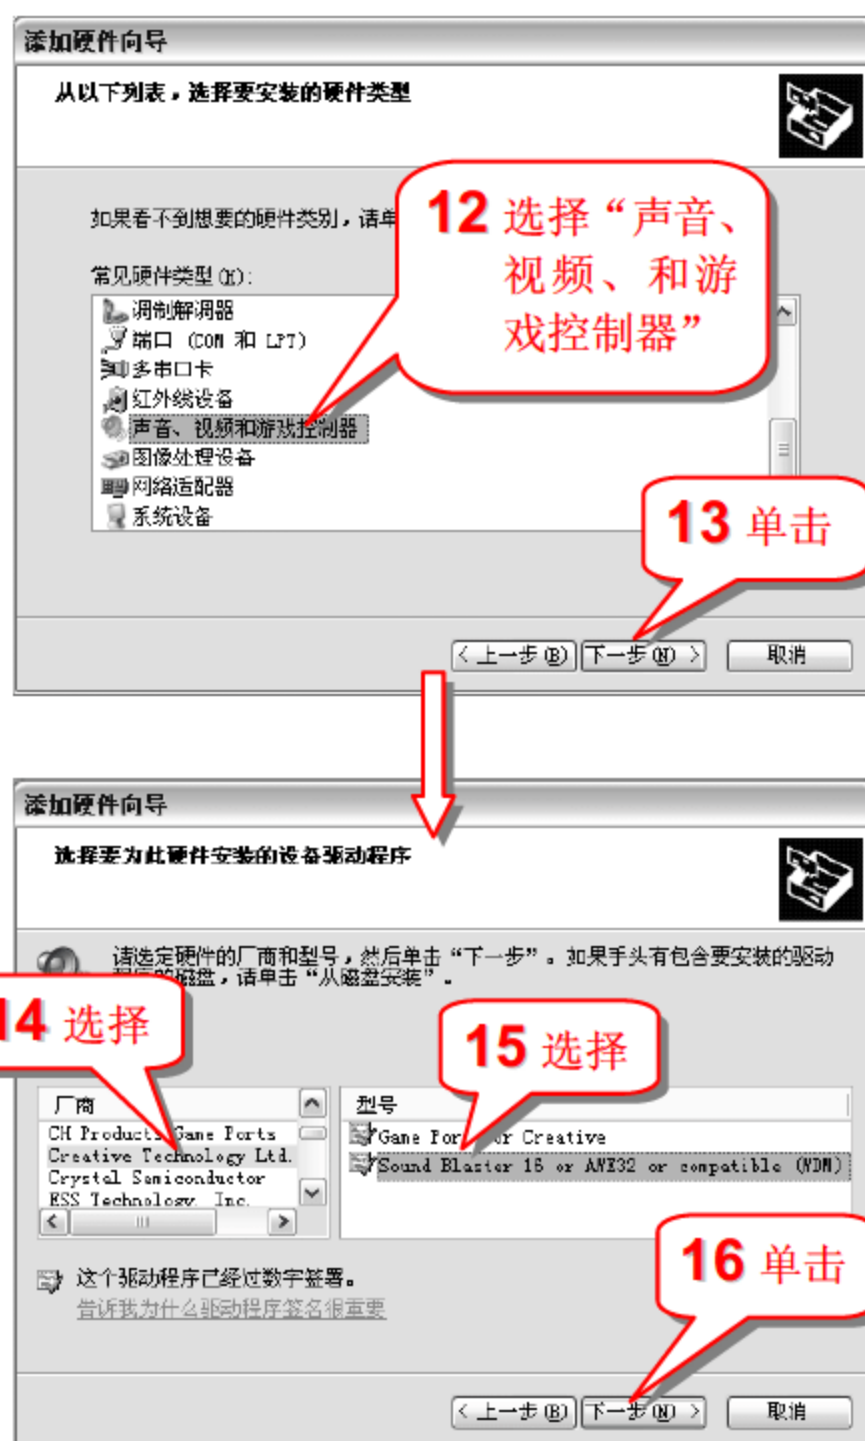 添加硬件向导
从以下列表，选择要安装的硬件类型
如果看不到想要的硬件类别，请单
12 选择“声音、
视频、和游
戏控制器”
常见硬件类型(H):
调制解调器
端口 (COM 和 LPT)
多串口卡
红外线设备
声音、视频和游戏控制器
图像处理设备
网络适配器
系统设备
13 单击
< 上一步(B)
下一步(N) >
取消
添加硬件向导
选择要为此硬件安装的设备驱动程序
请选定硬件的厂商和型号，然后单击“下一步”。如果手头有包含要安装的驱动
程序的磁盘，请单击“从磁盘安装”。
14 选择
15 选择
厂商
CH Products Game Ports
Creative Technology Ltd.
Crystal Semiconductor
ESS Technology, Inc.
型号
Game Port for Creative
Sound Blaster 16 or AWE32 or compatible (WDM)
这个驱动程序已经过数字签署。
告诉我为什么驱动程序签名很重要
16 单击
< 上一步(B)
下一步(N) >
取消